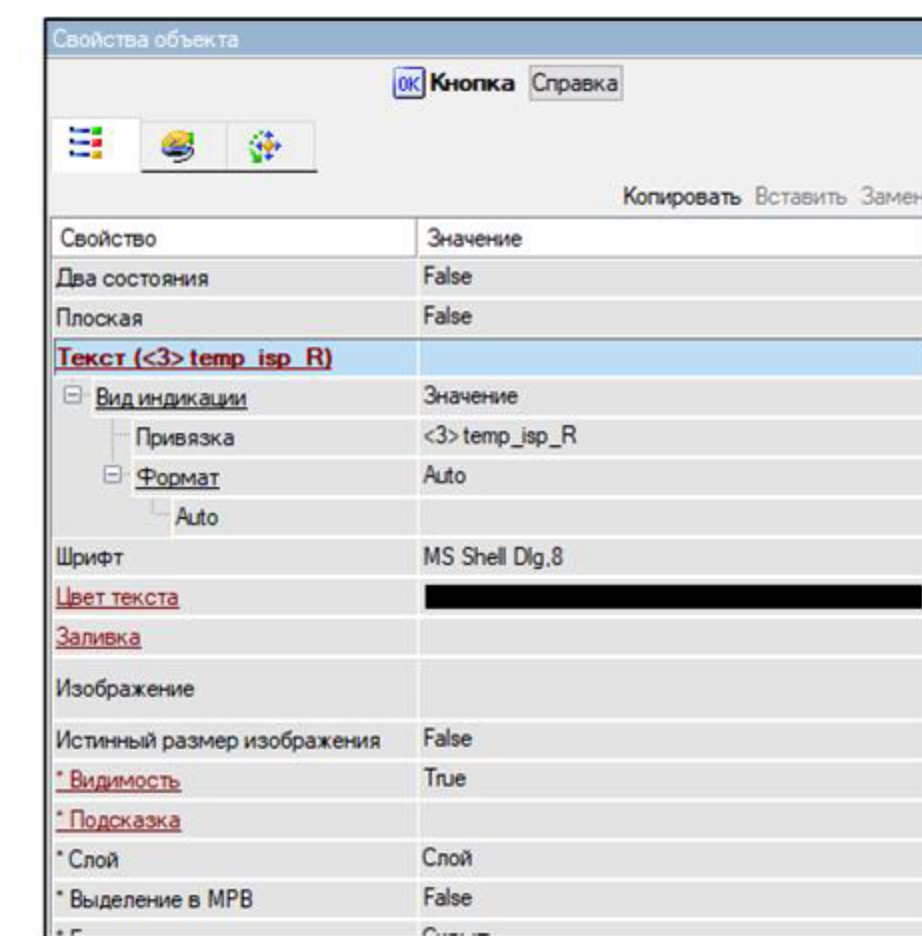 Свойства объекта
OK Кнопка Справка
Копировать Вставить Замен
Свойство Значение
Два состояния False
Плоская False
Текст (<3> temp_isp_R)
Вид индикации Значение
Привязка <3> temp_isp_R
Формат Auto
Auto
Шрифт MS Shell Dlg,8
Цвет текста
Заливка
Изображение
Истинный размер изображения False
* Видимость True
* Подсказка
* Слой Слой
* Выделение в МРВ False